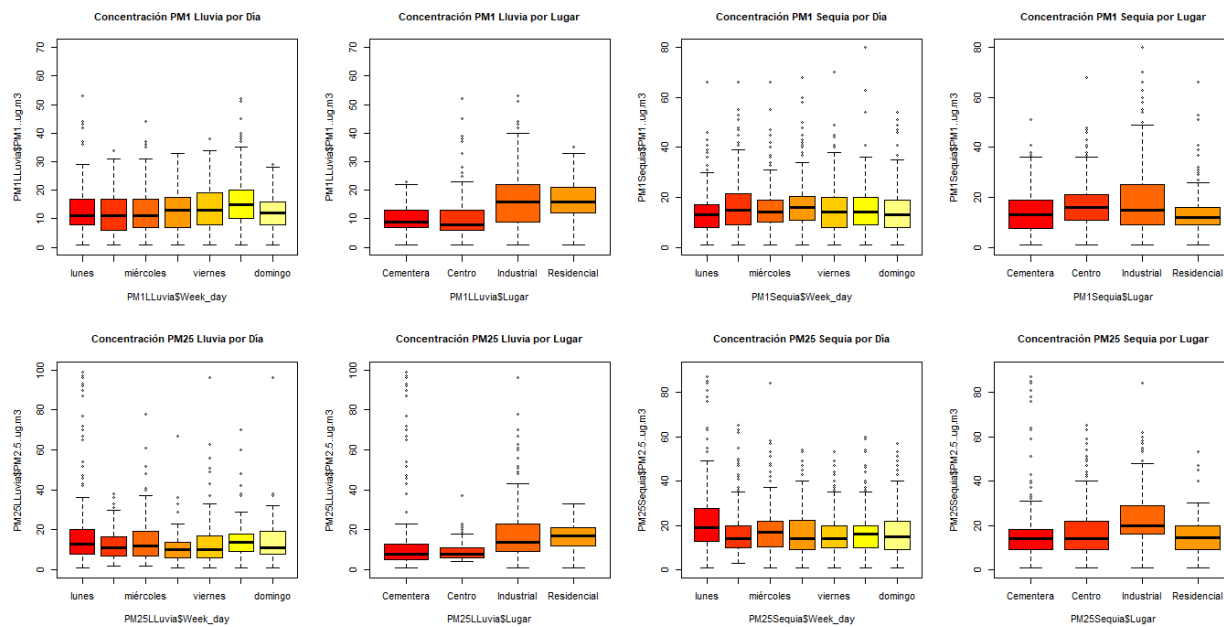 Concentración PM1 Lluvia por Día
PM1LLuvia$PM1..ug.m3
70
60
50
40
30
20
10
0
lunes miércoles viernes domingo
PM1LLuvia$Week_day
Concentración PM1 Lluvia por Lugar
PM1LLuvia$PM1..ug.m3
70
60
50
40
30
20
10
0
Cementera Centro Industrial Residencial
PM1LLuvia$Lugar
Concentración PM1 Sequia por Día
PM1Sequia$PM1..ug.m3
80
60
40
20
0
lunes miércoles viernes domingo
PM1Sequia$Week_day
Concentración PM1 Sequia por Lugar
PM1Sequia$PM1..ug.m3
80
60
40
20
0
Cementera Centro Industrial Residencial
PM1Sequia$Lugar
Concentración PM25 Lluvia por Día
PM25LLuvia$PM2.5..ug.m3
100
80
60
40
20
0
lunes miércoles viernes domingo
PM25LLuvia$Week_day
Concentración PM25 Lluvia por Lugar
PM25LLuvia$PM2.5..ug.m3
100
80
60
40
20
0
Cementera Centro Industrial Residencial
PM25LLuvia$Lugar
Concentración PM25 Sequia por Día
PM25Sequia$PM2.5..ug.m3
80
60
40
20
0
lunes miércoles viernes domingo
PM25Sequia$Week_day
Concentración PM25 Sequia por Lugar
PM25Sequia$PM2.5..ug.m3
80
60
40
20
0
Cementera Centro Industrial Residencial
PM25Sequia$Lugar